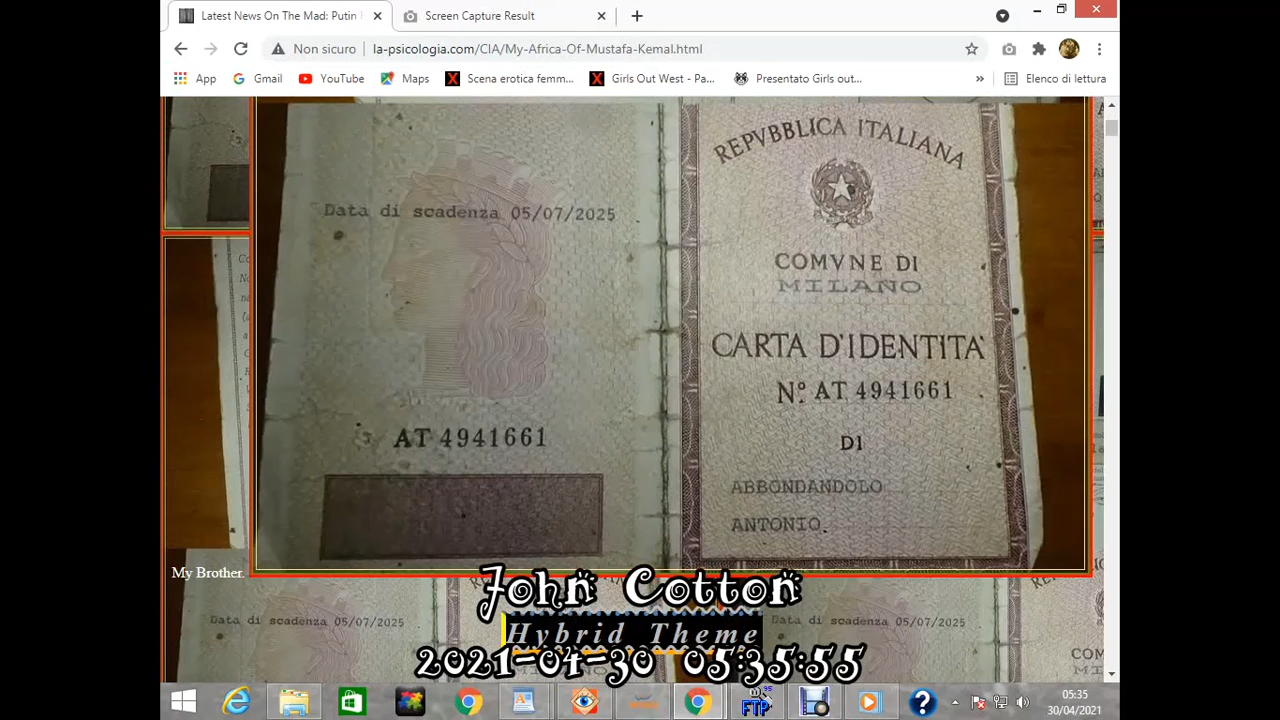 Latest News On The Mad: Putin
Screen Capture Result
Non sicuro
la-psicologia.com/CIA/My-Africa-Of-Mustafa-Kemal.html
App
Gmail
YouTube
Maps
Scena erotica femm...
Girls Out West - Pa...
Presentato Girls out...
»
Elenco di lettura
Data di scadenza 05/07/2025
AT 4941661
REPVBBLICA ITALIANA
COMVNE DI
MILANO
CARTA D'IDENTITA'
Nº AT 4941661
DI
ABBONDANDOLO
ANTONIO.
My Brother.
Data di scadenza 05/07/2025
Data di scadenza 05/07/2025
John Cotton
Hybrid Theme
2021-04-30 05:35:55
FTP
05:35
30/04/2021